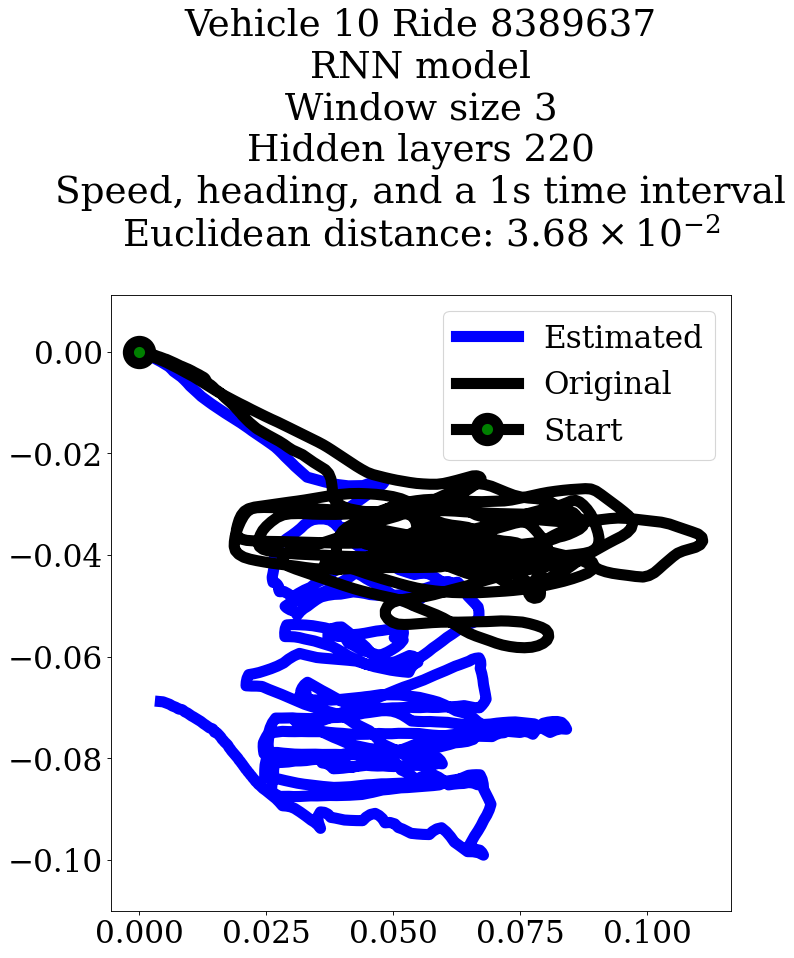 Vehicle 10 Ride 8389637
RNN model
Window size 3
Hidden layers 220
Speed, heading, and a 1s time interval
Euclidean distance: 3.68 × 10⁻²
Estimated
Original
Start
0.00
−0.02
−0.04
−0.06
−0.08
−0.10
0.000 0.025 0.050 0.075 0.100